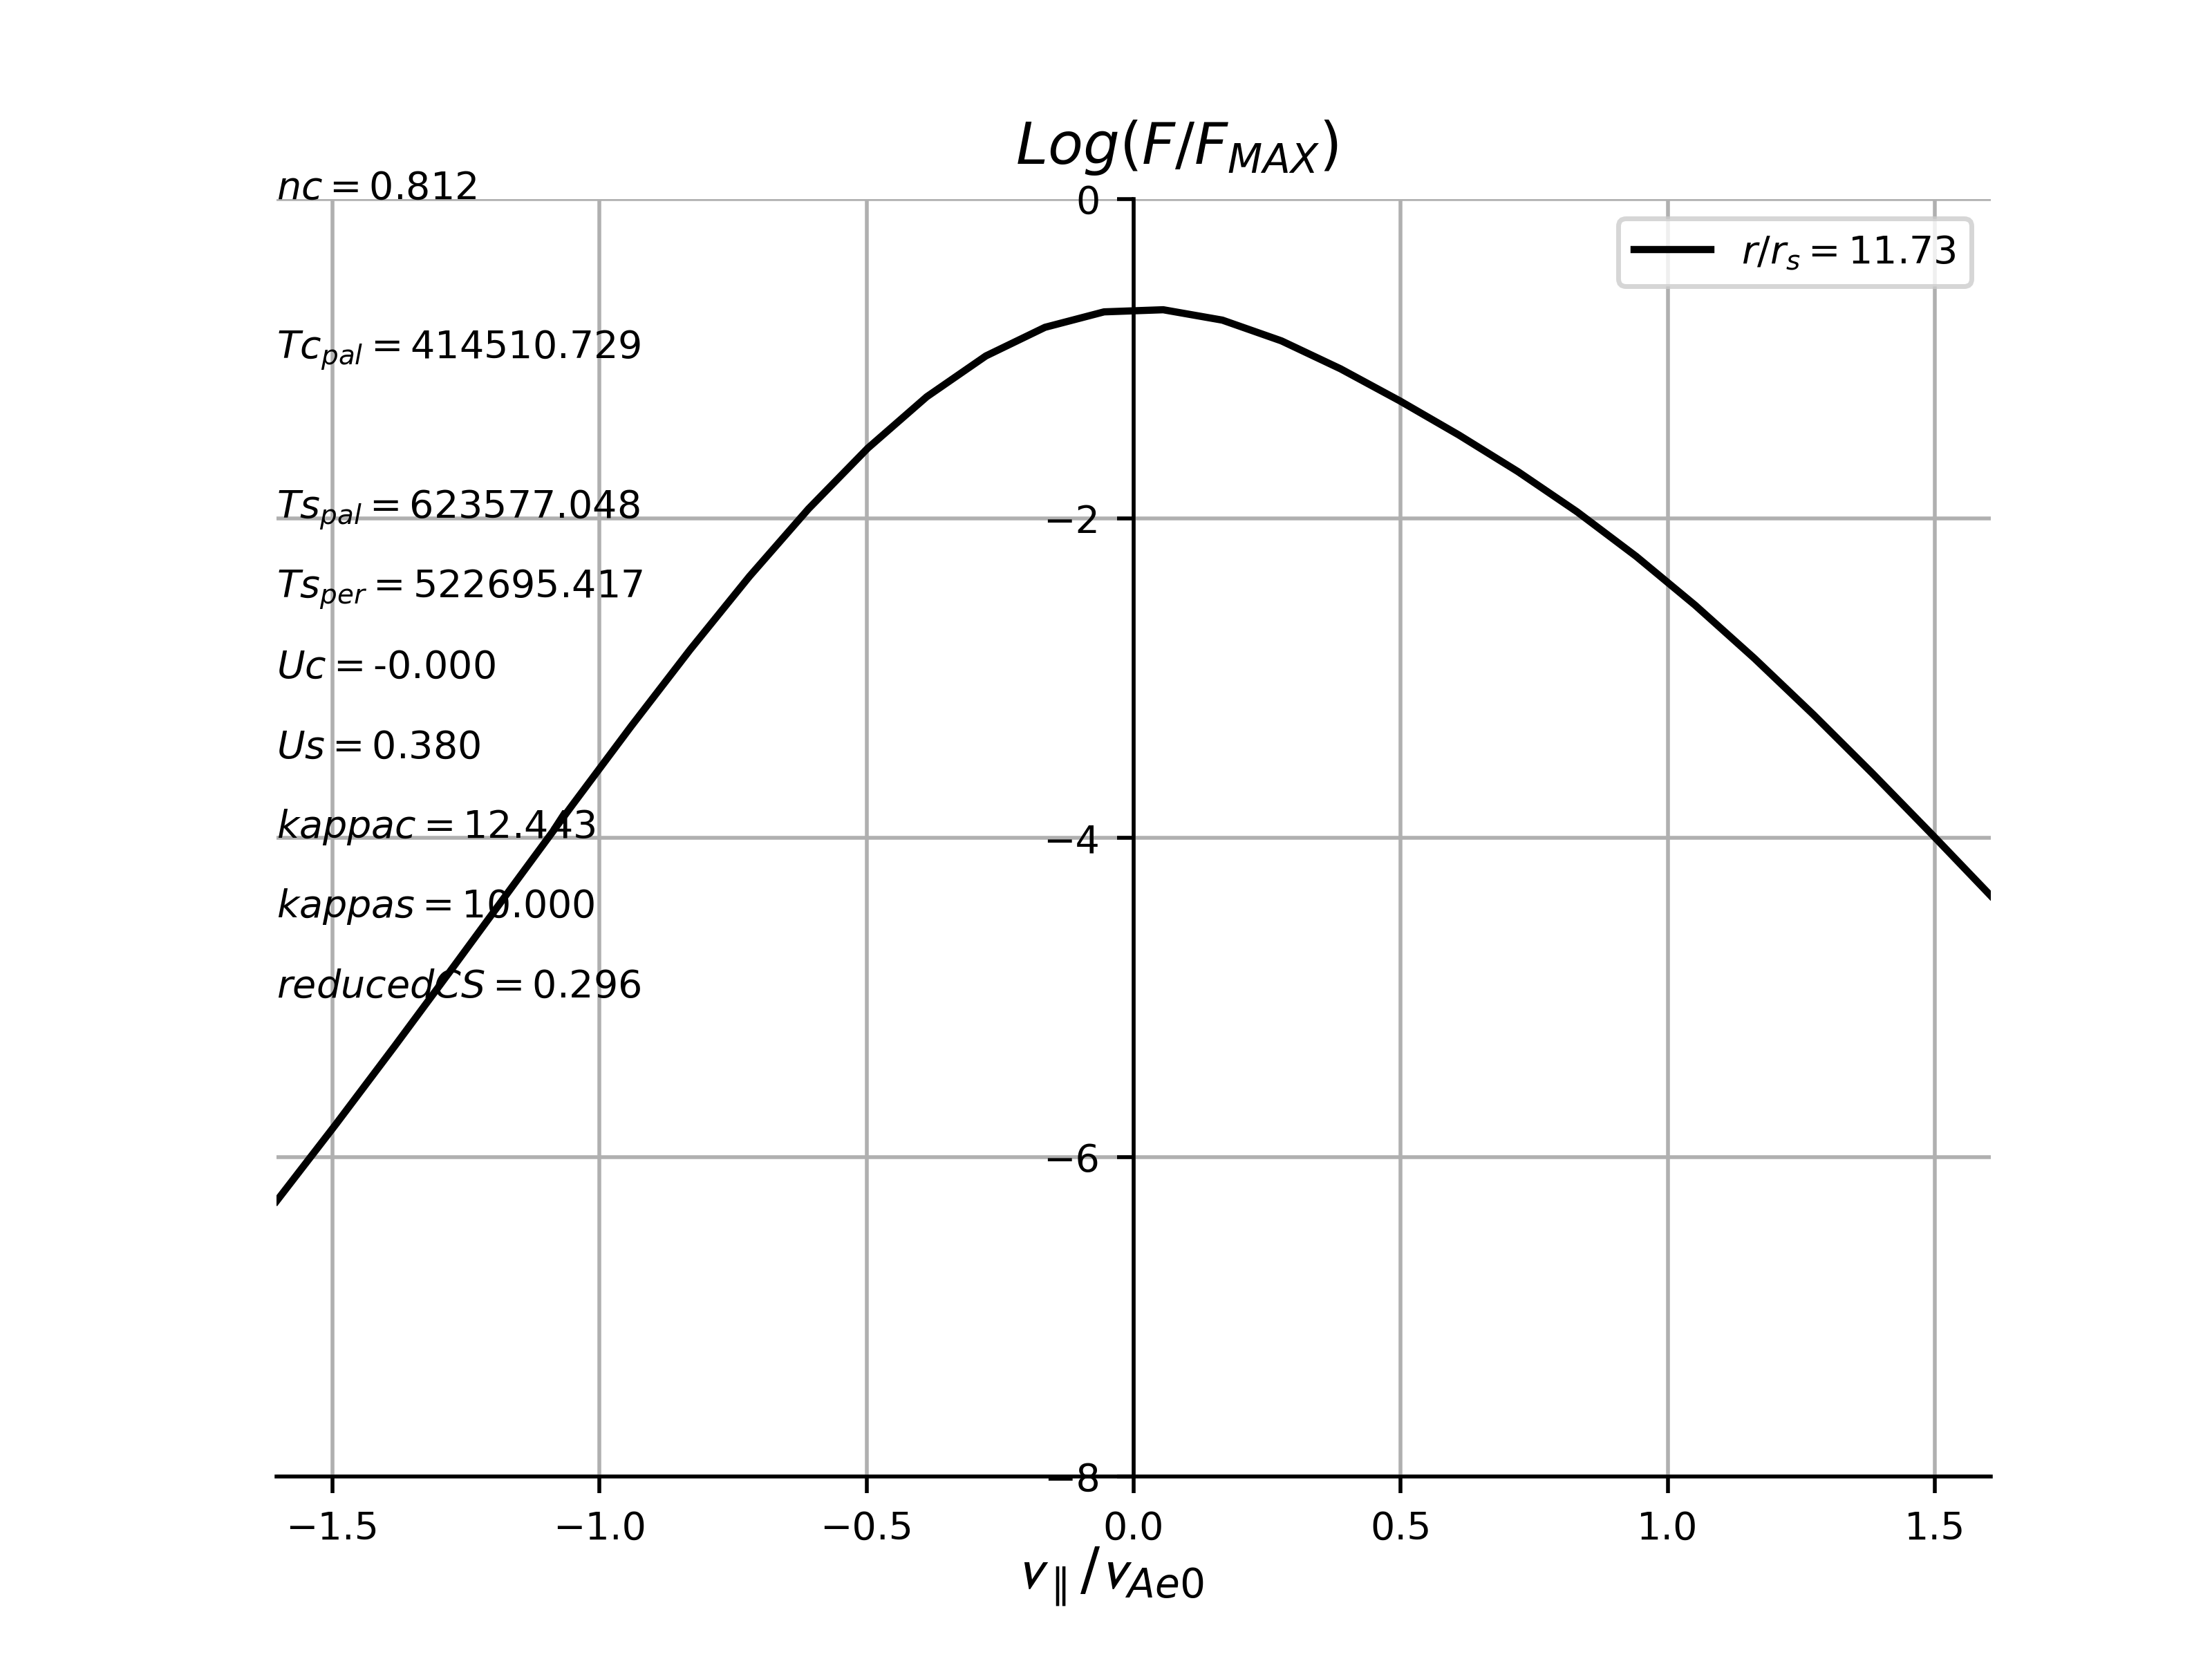 Log(F/F_MAX)
nc = 0.812
0
r/r_s = 11.73
Tc_pal = 414510.729
Ts_pal = 623577.048
−2
Ts_per = 522695.417
Uc = -0.000
Us = 0.380
kappac = 12.443
−4
kappas = 10.000
reducedCS = 0.296
−6
−8
−1.5 −1.0 −0.5 0.0 0.5 1.0 1.5
v_∥/v_Ae0